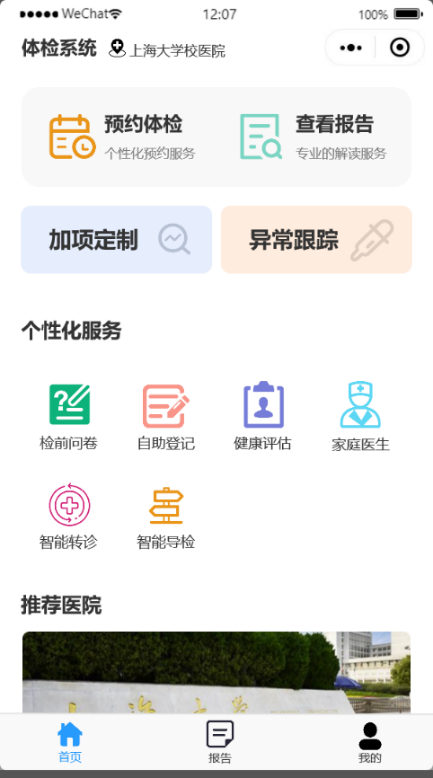 WeChat 12:07 100%
体检系统 上海大学校医院
预约体检 查看报告
个性化预约服务 专业的解读服务
加项定制 异常跟踪
个性化服务
检前问卷 自助登记 健康评估 家庭医生
智能转诊 智能导检
推荐医院
上海大学
首页 报告 我的